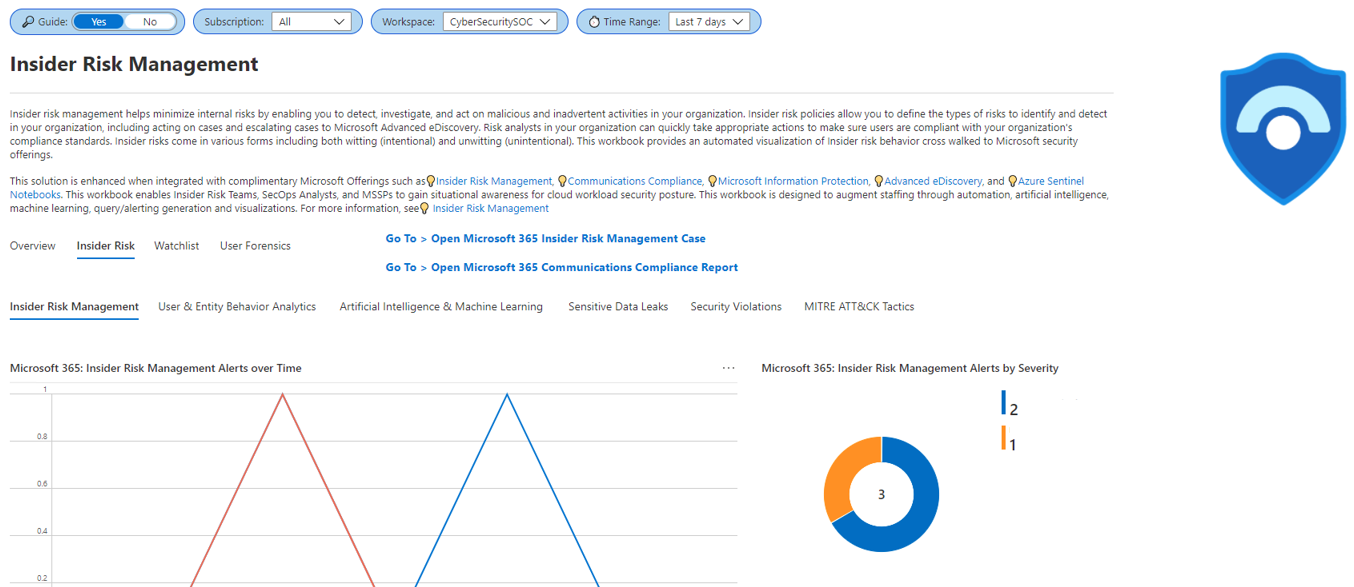 Guide: Yes No Subscription: All Workspace: CyberSecuritySOC Time Range: Last 7 days
Insider Risk Management
Insider risk management helps minimize internal risks by enabling you to detect, investigate, and act on malicious and inadvertent activities in your organization. Insider risk policies allow you to define the types of risks to identify and detect
in your organization, including acting on cases and escalating cases to Microsoft Advanced eDiscovery. Risk analysts in your organization can quickly take appropriate actions to make sure users are compliant with your organization's
compliance standards. Insider risks come in various forms including both witting (intentional) and unwitting (unintentional). This workbook provides an automated visualization of Insider risk behavior cross walked to Microsoft security
offerings.
This solution is enhanced when integrated with complimentary Microsoft Offerings such as Insider Risk Management, Communications Compliance, Microsoft Information Protection, Advanced eDiscovery, and Azure Sentinel
Notebooks. This workbook enables Insider Risk Teams, SecOps Analysts, and MSSPs to gain situational awareness for cloud workload security posture. This workbook is designed to augment staffing through automation, artificial intelligence,
machine learning, query/alerting generation and visualizations. For more information, see Insider Risk Management
Overview Insider Risk Watchlist User Forensics
Go To > Open Microsoft 365 Insider Risk Management Case
Go To > Open Microsoft 365 Communications Compliance Report
Insider Risk Management User & Entity Behavior Analytics Artificial Intelligence & Machine Learning Sensitive Data Leaks Security Violations MITRE ATT&CK Tactics
Microsoft 365: Insider Risk Management Alerts over Time
1
0.8
0.6
0.4
0.2
Microsoft 365: Insider Risk Management Alerts by Severity
2
1
3